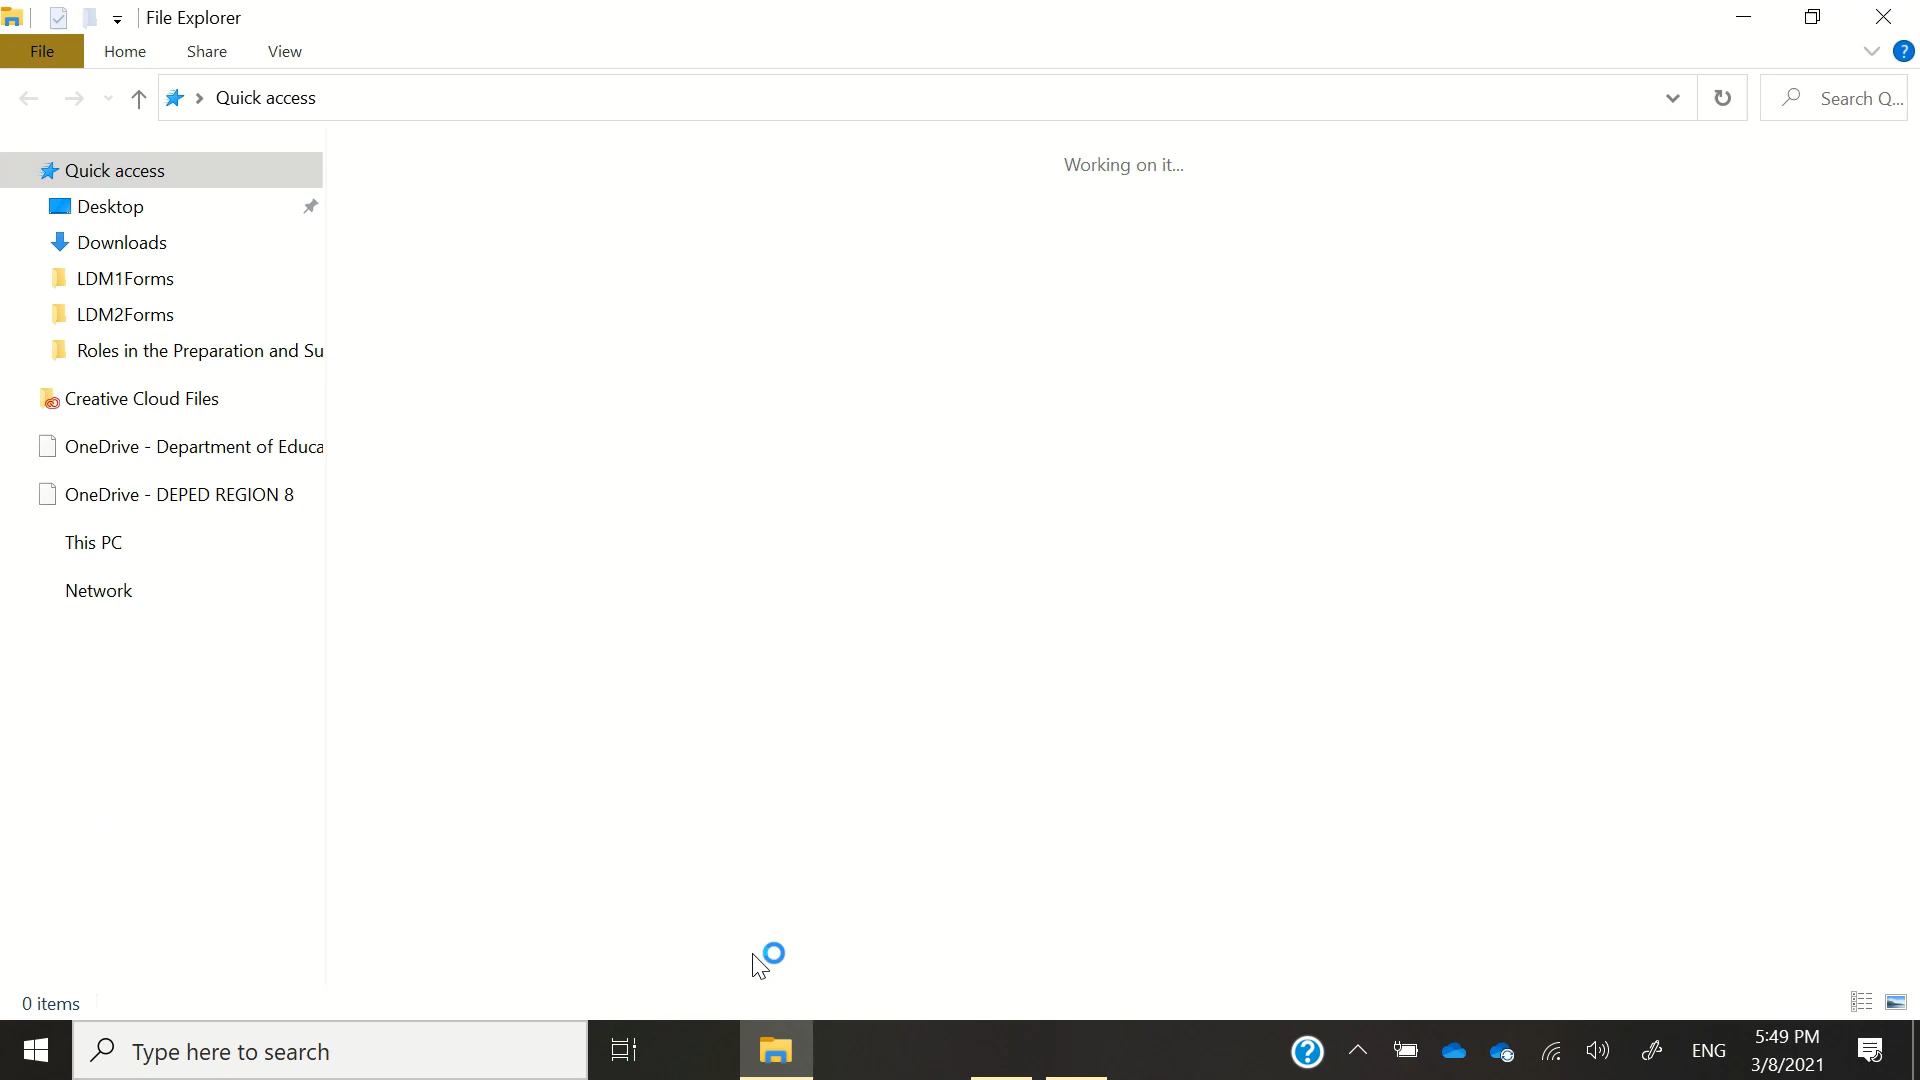 File Explorer
File Home Share View
Quick access
Search Q...
Quick access
Desktop
Downloads
LDM1Forms
LDM2Forms
Roles in the Preparation and Su
Creative Cloud Files
OneDrive - Department of Educa
OneDrive - DEPED REGION 8
This PC
Network
Working on it...
0 items
Type here to search
ENG
5:49 PM
3/8/2021